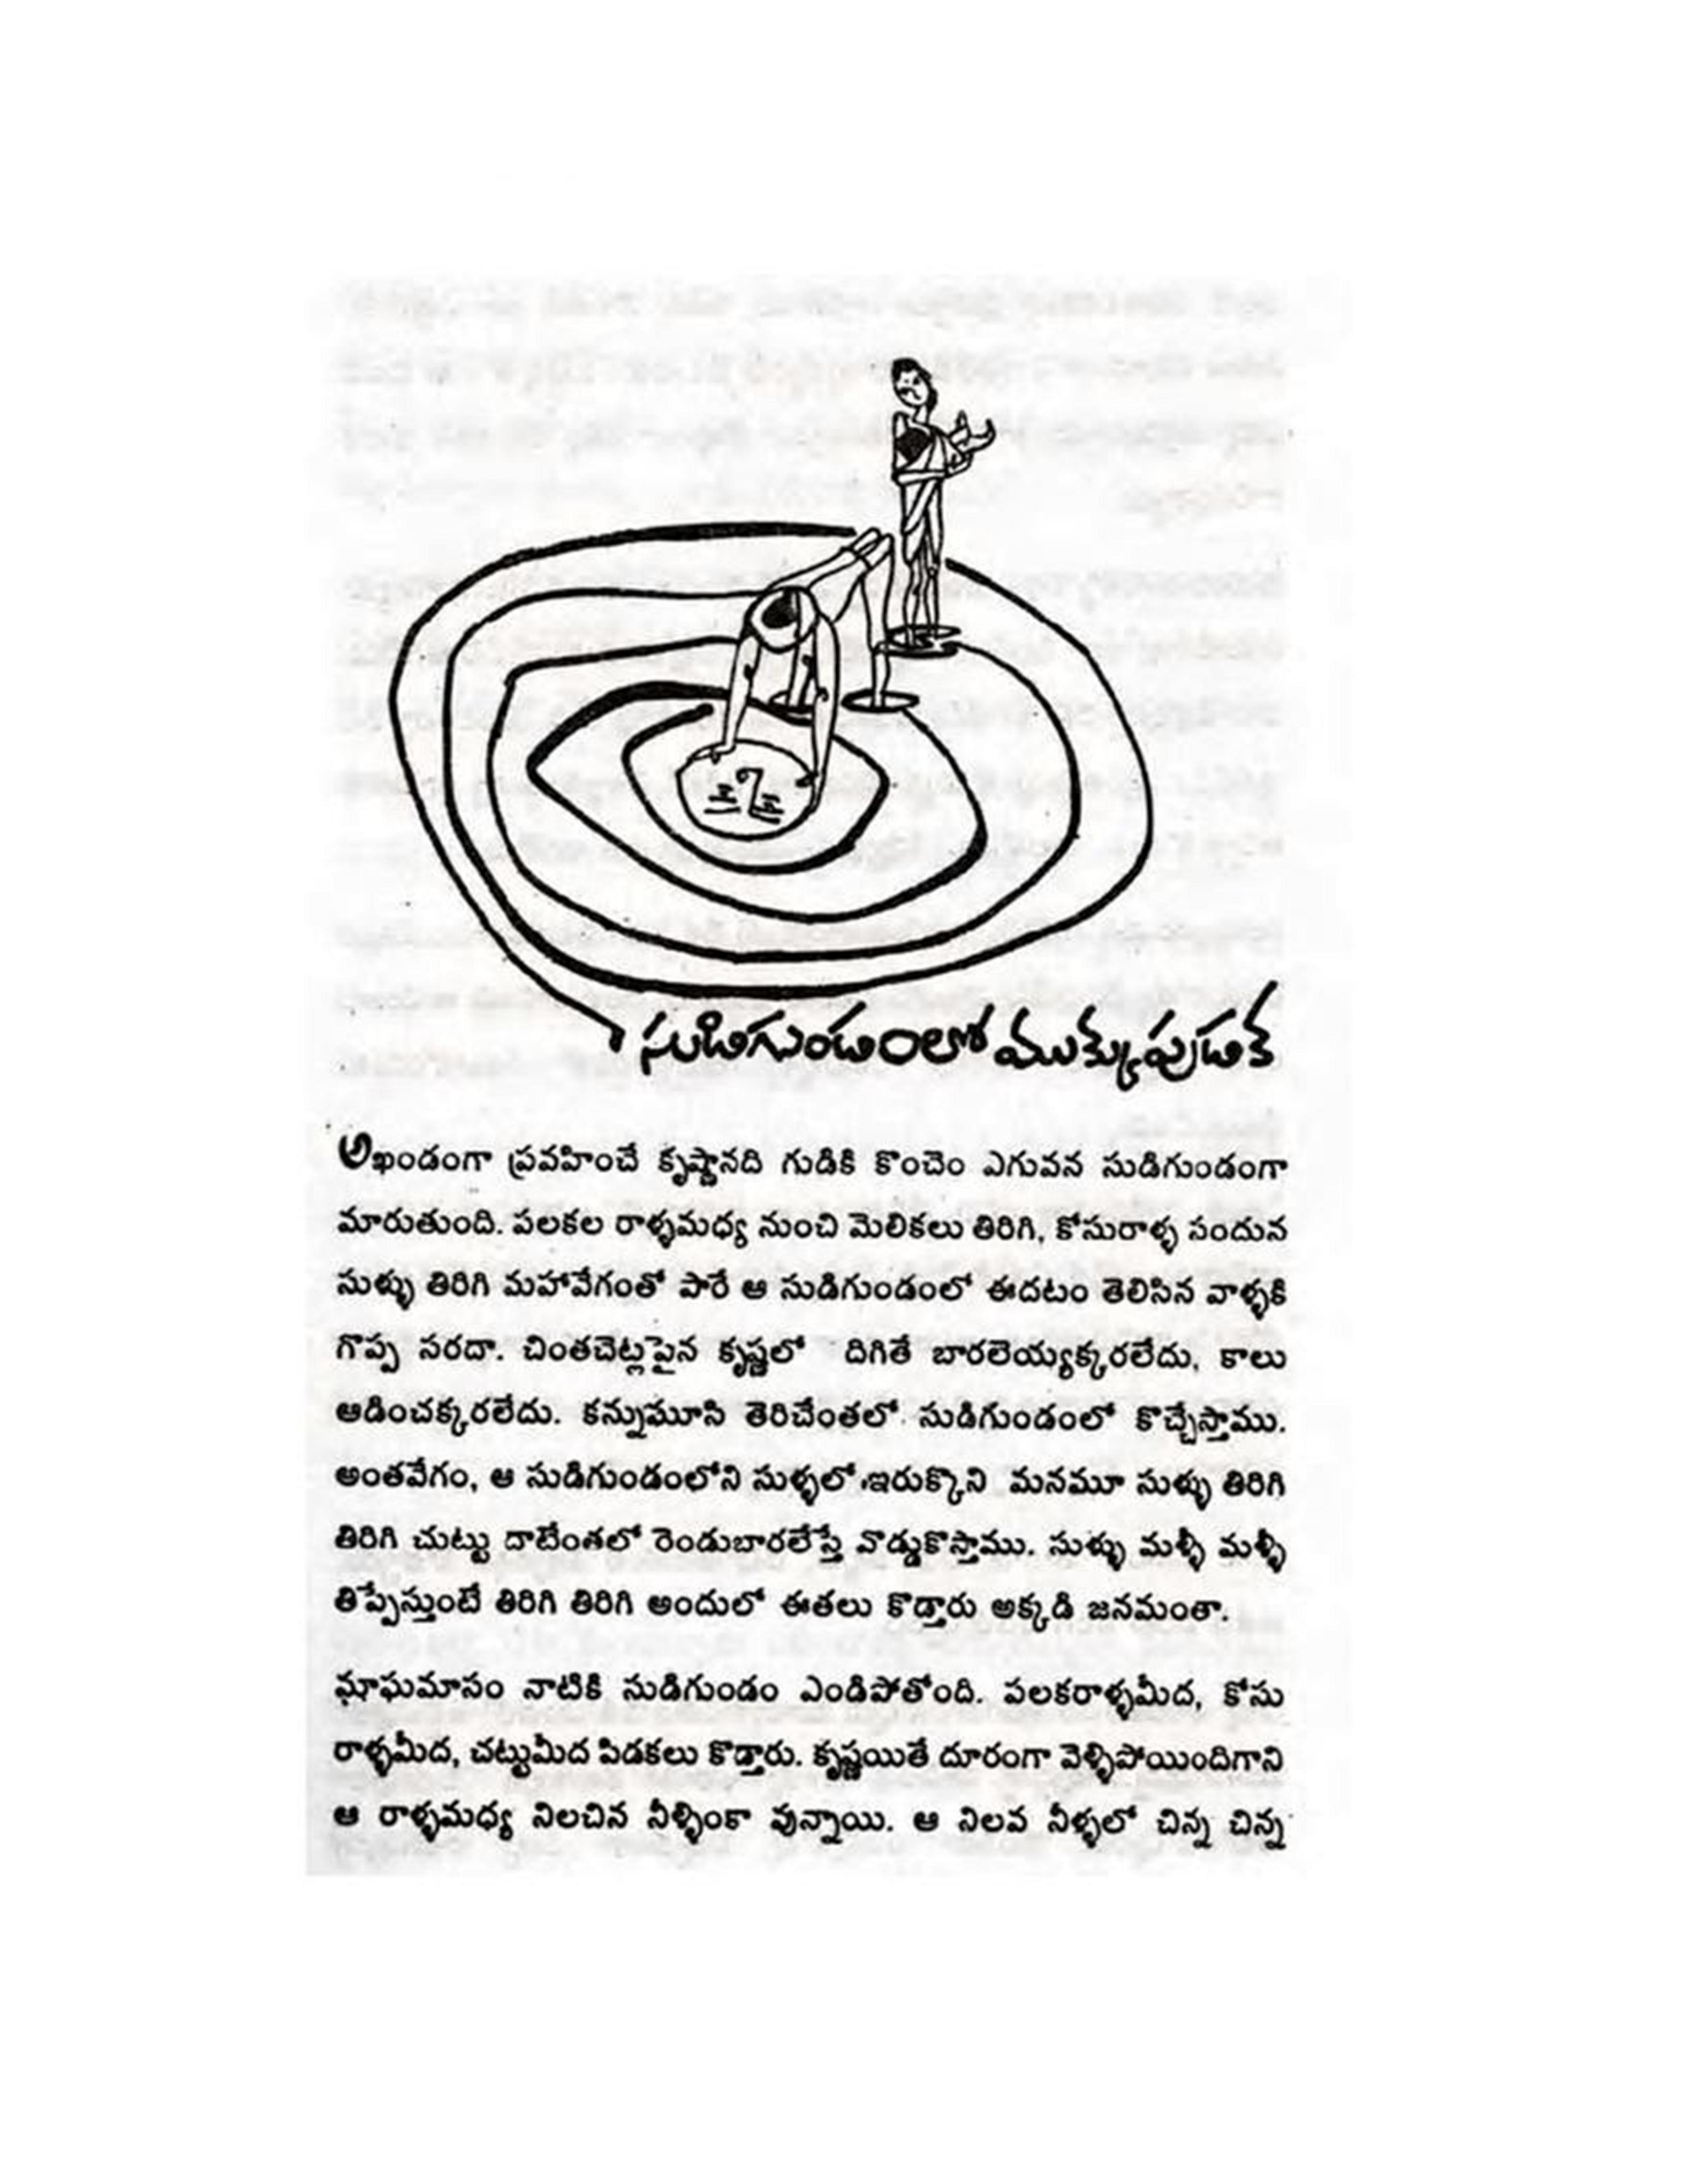 సుడిగుండంలో ముక్కుపుడక
అఖండంగా ప్రవహించే కృష్ణానది గుడికి కొంచెం ఎగువన సుడిగుండంగా
మారుతుంది. పలకల రాళ్ళమధ్య నుంచి మెలికలు తిరిగి, కోసురాళ్ళ సందున
సుళ్ళు తిరిగి మహావేగంతో పారే ఆ సుడిగుండంలో ఈదటం తెలిసిన వాళ్ళకి
గొప్ప సరదా. చింతచెట్లపైన కృష్ణలో దిగితే బారలెయ్యక్కరలేదు, కాలు
ఆడించక్కరలేదు. కన్నుమూసి తెరిచేంతలో సుడిగుండంలో కొచ్చేస్తాము.
అంతవేగం, ఆ సుడిగుండంలోని సుళ్ళలో ఇరుక్కొని మనమూ సుళ్ళు తిరిగి
తిరిగి చుట్టు దాటేంతలో రెండుబారలేస్తే వొడ్డుకొస్తాము. సుళ్ళు మళ్ళీ మళ్ళీ
తిప్పేస్తుంటే తిరిగి తిరిగి అందులో ఈతలు కొడ్తారు అక్కడి జనమంతా.
మాఘమాసం నాటికి సుడిగుండం ఎండిపోతోంది. పలకరాళ్ళమీద, కోసు
రాళ్ళమీద, చట్టుమీద పిడకలు కొడ్తారు. కృష్ణయితే దూరంగా వెళ్ళిపోయిందిగాని
ఆ రాళ్ళమధ్య నిలచిన నీళ్ళింకా వున్నాయి. ఆ నిలవ నీళ్ళలో చిన్న చిన్న